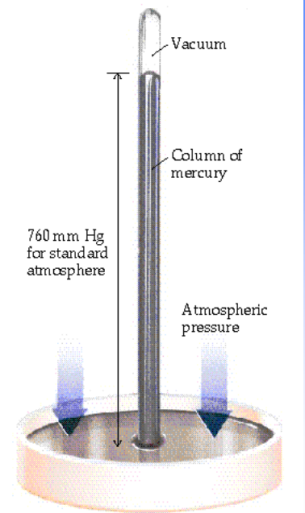 Vacuum
Column of
mercury
760 mm Hg
for standard
atmosphere
Atmospheric
pressure